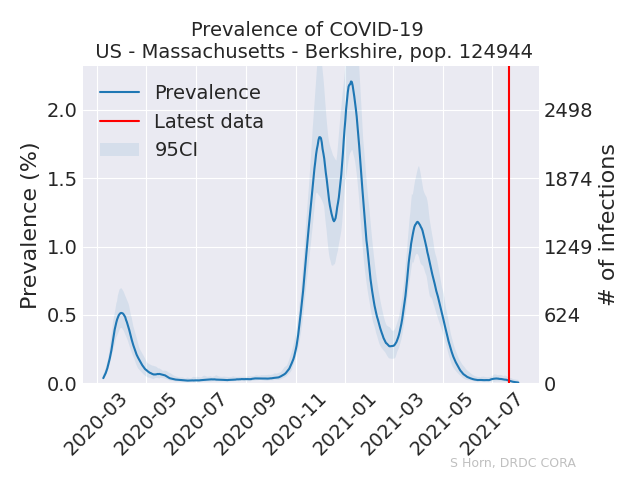 Prevalence of COVID-19
US - Massachusetts - Berkshire, pop. 124944
Prevalence
Latest data
95CI
Prevalence (%)
2.0
1.5
1.0
0.5
0.0
2498
1874
1249
624
0
# of infections
2020-03
2020-05
2020-07
2020-09
2020-11
2021-01
2021-03
2021-05
2021-07
S Horn, DRDC CORA